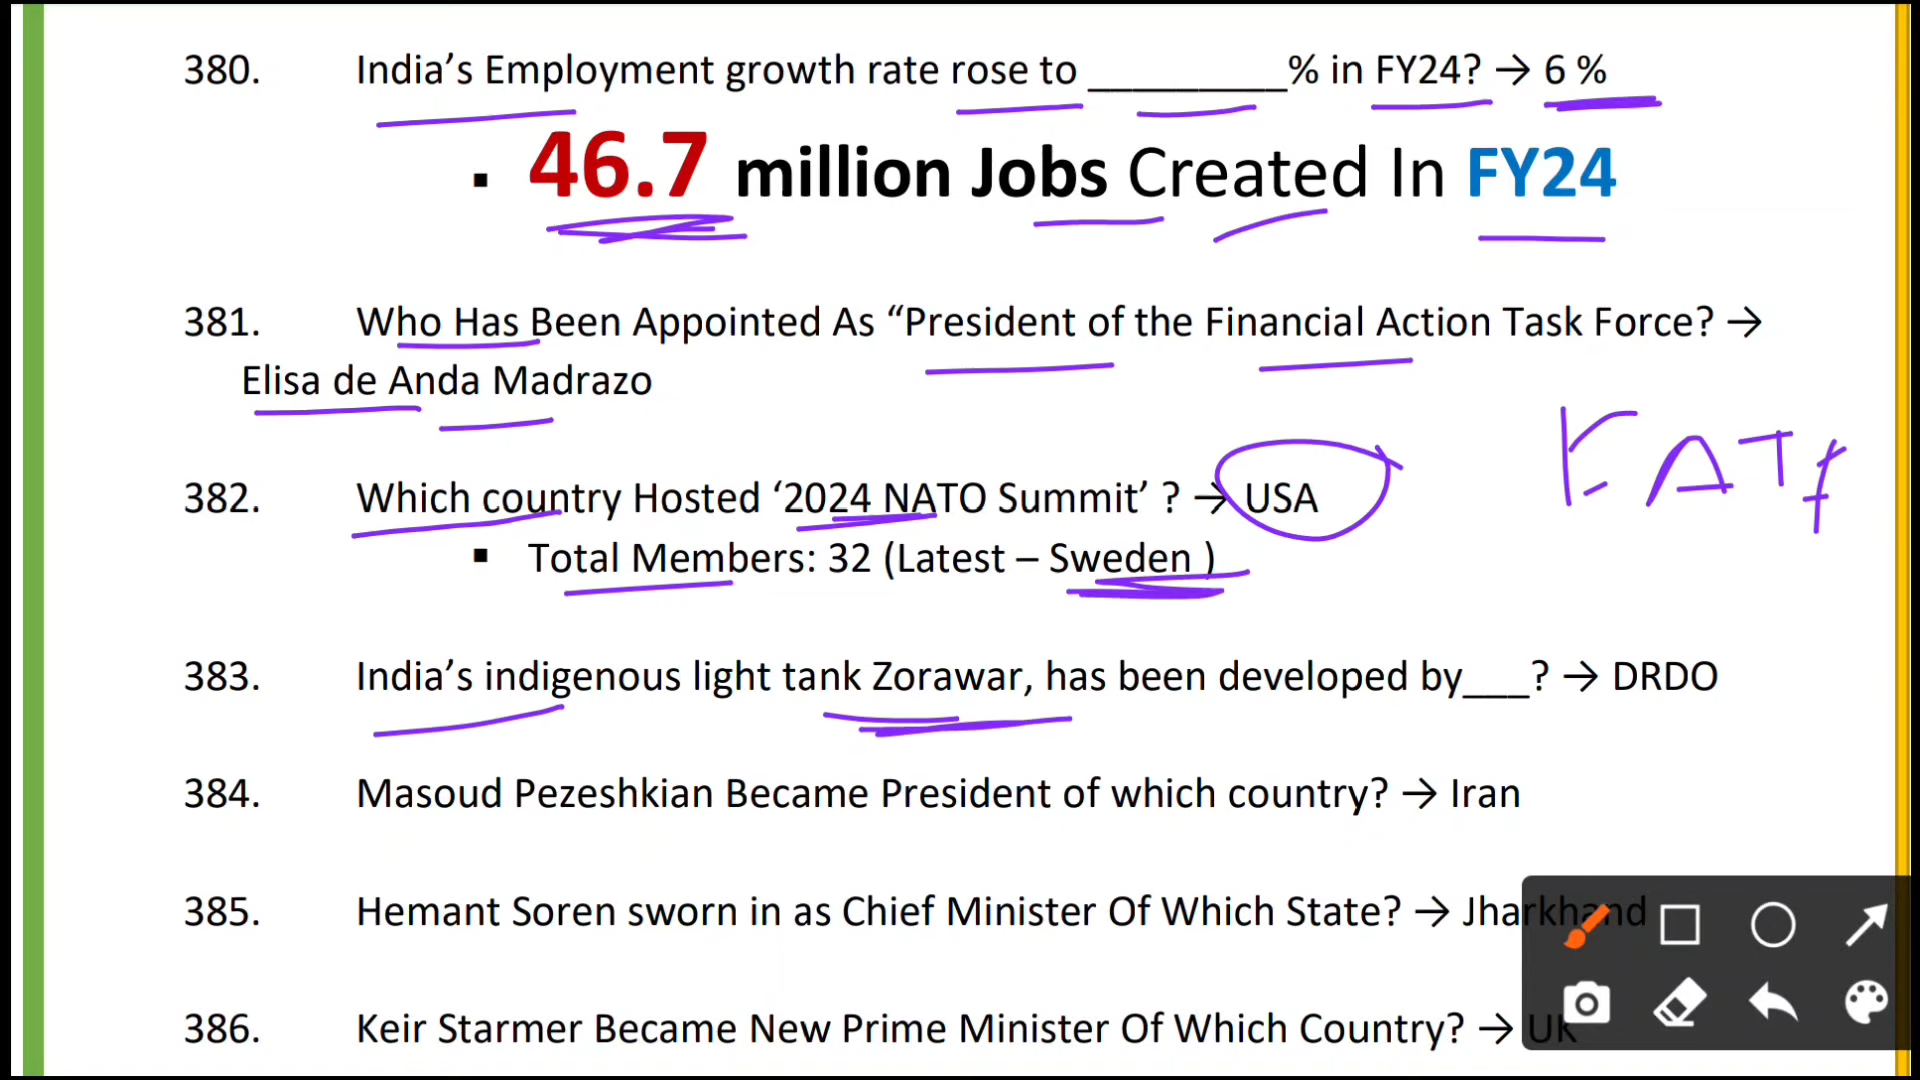 380. India’s Employment growth rate rose to _________% in FY24? → 6 %
▪ 46.7 million Jobs Created In FY24
381. Who Has Been Appointed As “President of the Financial Action Task Force? →
Elisa de Anda Madrazo
FATf
382. Which country Hosted ‘2024 NATO Summit’ ? → USA
▪ Total Members: 32 (Latest – Sweden )
383. India’s indigenous light tank Zorawar, has been developed by___? → DRDO
384. Masoud Pezeshkian Became President of which country? → Iran
385. Hemant Soren sworn in as Chief Minister Of Which State? → Jharkhand
386. Keir Starmer Became New Prime Minister Of Which Country? → UK